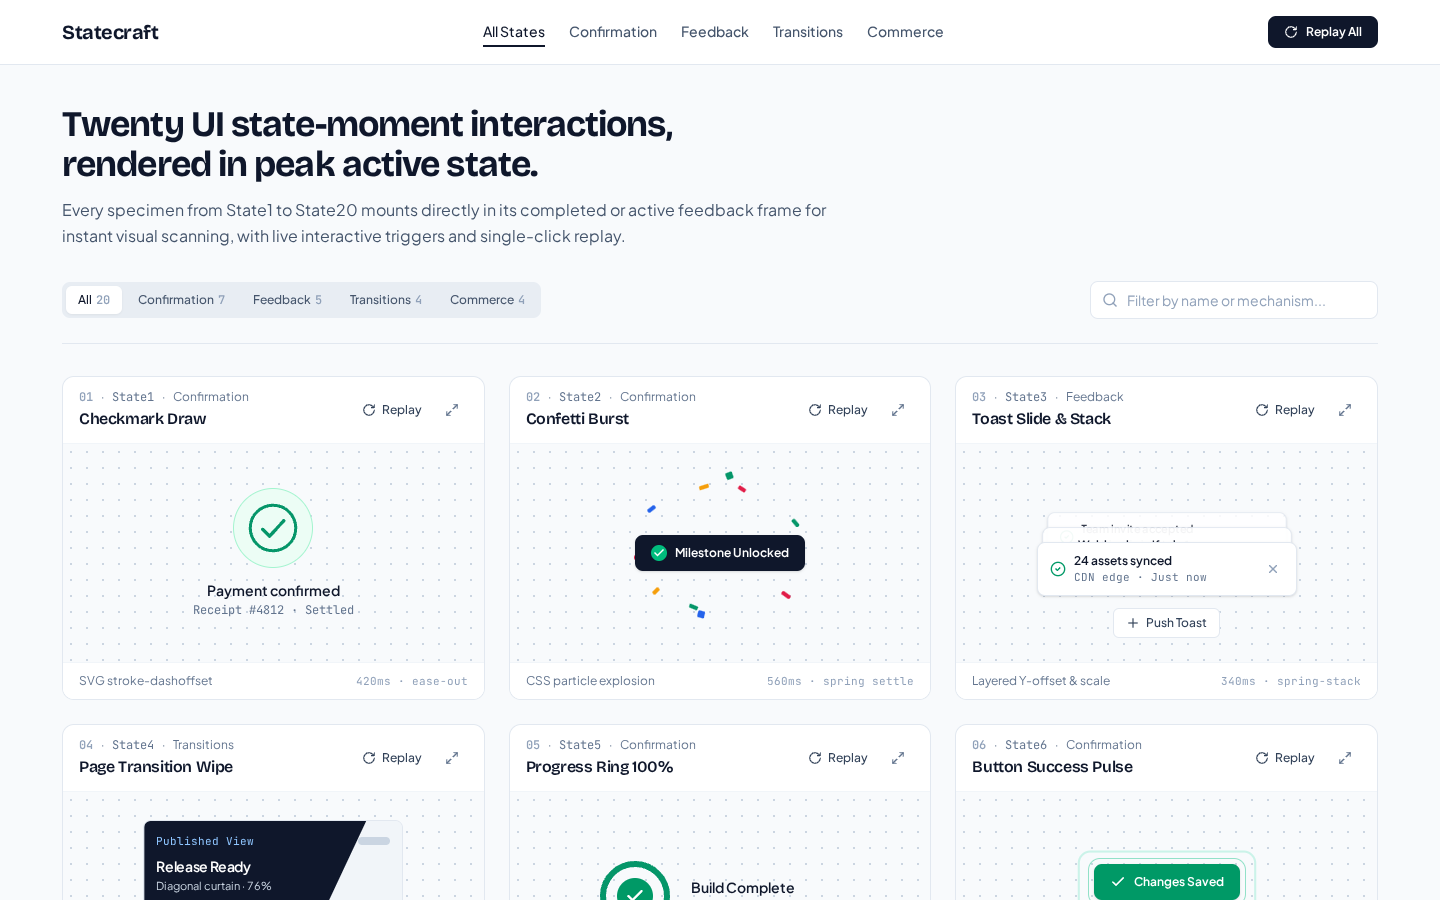 Statecraft
All States
Confirmation
Feedback
Transitions
Commerce
Replay All
Twenty UI state-moment interactions,
rendered in peak active state.
Every specimen from State1 to State20 mounts directly in its completed or active feedback frame for
instant visual scanning, with live interactive triggers and single-click replay.
All 20
Confirmation 7
Feedback 5
Transitions 4
Commerce 4
Filter by name or mechanism...
01 · State1 · Confirmation
Checkmark Draw
Replay
Payment confirmed
Receipt #4812 · Settled
SVG stroke-dashoffset
420ms · ease-out
02 · State2 · Confirmation
Confetti Burst
Replay
Milestone Unlocked
CSS particle explosion
560ms · spring settle
03 · State3 · Feedback
Toast Slide & Stack
Replay
24 assets synced
CDN edge · Just now
Push Toast
Layered Y-offset & scale
340ms · spring-stack
04 · State4 · Transitions
Page Transition Wipe
Replay
Published View
Release Ready
Diagonal curtain · 76%
05 · State5 · Confirmation
Progress Ring 100%
Replay
Build Complete
06 · State6 · Confirmation
Button Success Pulse
Replay
Changes Saved